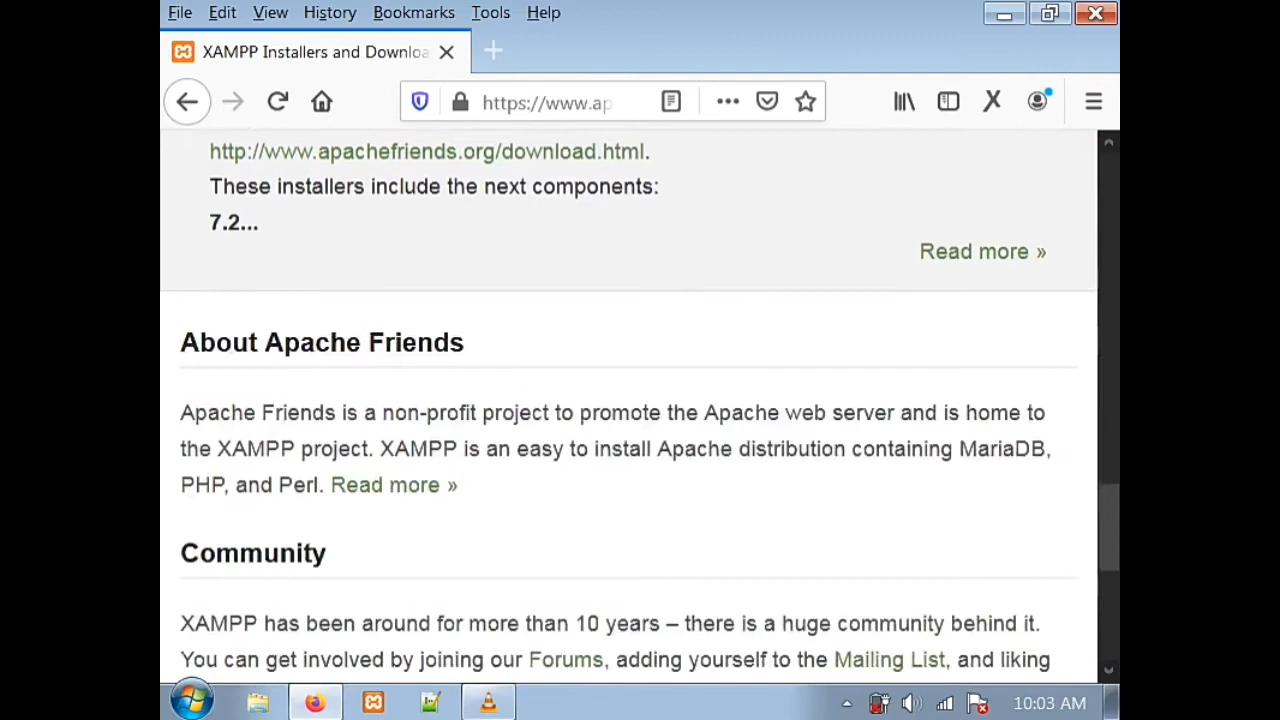 File Edit View History Bookmarks Tools Help
XAMPP Installers and Downloa
https://www.ap
http://www.apachefriends.org/download.html.
These installers include the next components:
7.2...
Read more »
About Apache Friends
Apache Friends is a non-profit project to promote the Apache web server and is home to
the XAMPP project. XAMPP is an easy to install Apache distribution containing MariaDB,
PHP, and Perl. Read more »
Community
XAMPP has been around for more than 10 years – there is a huge community behind it.
You can get involved by joining our Forums, adding yourself to the Mailing List, and liking
10:03 AM